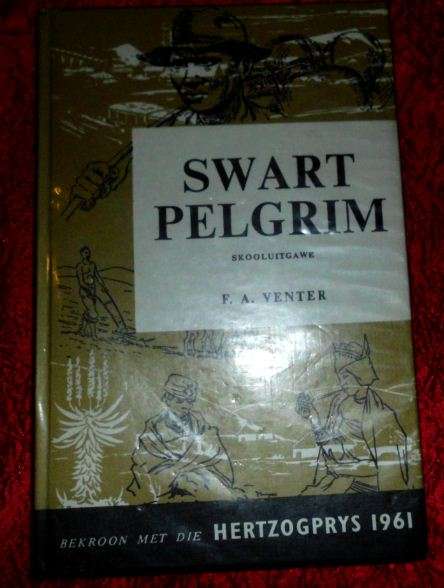 SWART
PELGRIM
SKOOLUITGAWE
F. A. VENTER
BEKROON MET DIE HERTZOGPRYS 1961